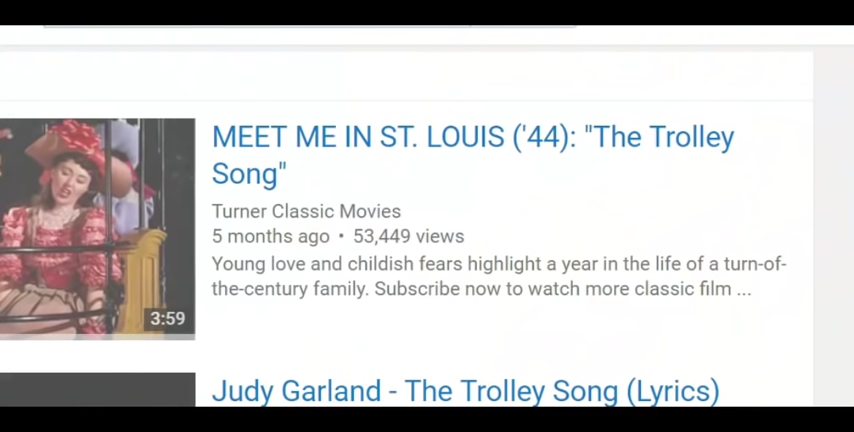 MEET ME IN ST. LOUIS ('44): "The Trolley
Song"
Turner Classic Movies
5 months ago • 53,449 views
Young love and childish fears highlight a year in the life of a turn-of-
the-century family. Subscribe now to watch more classic film ...
3:59
Judy Garland - The Trolley Song (Lyrics)